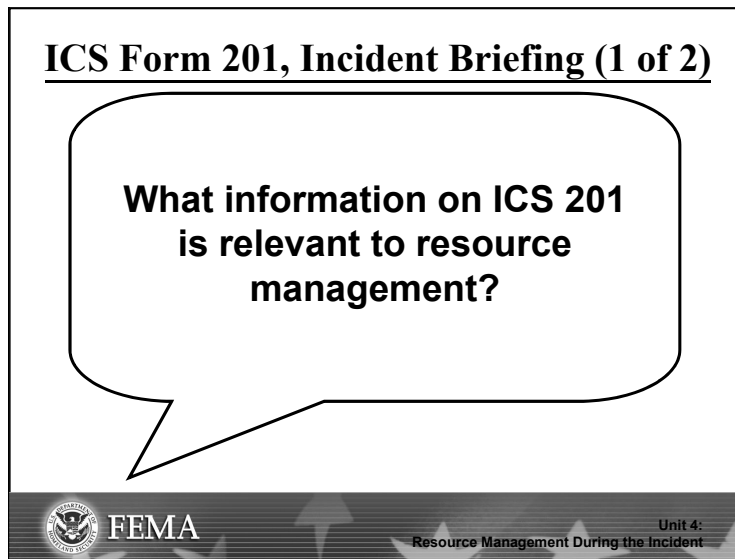 ICS Form 201, Incident Briefing (1 of 2)
What information on ICS 201
is relevant to resource
management?
FEMA
Unit 4:
Resource Management During the Incident